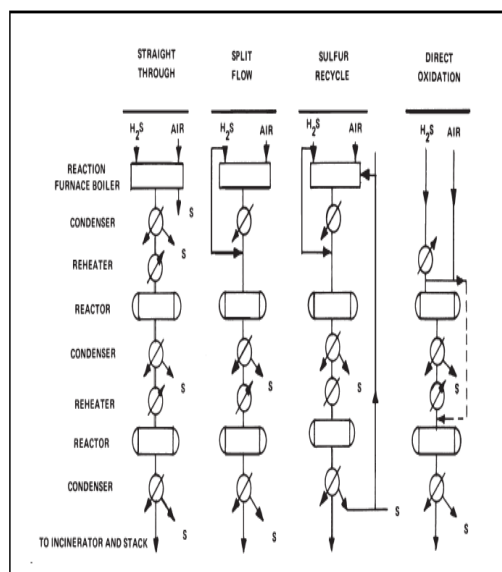 STRAIGHT THROUGH
SPLIT FLOW
SULFUR RECYCLE
DIRECT OXIDATION
H2S AIR
H2S AIR
H2S AIR
H2S AIR
REACTION FURNACE BOILER
S
CONDENSER
S
REHEATER
REACTOR
CONDENSER
S
S
S
S
REHEATER
REACTOR
CONDENSER
S
S
S
S
TO INCINERATOR AND STACK